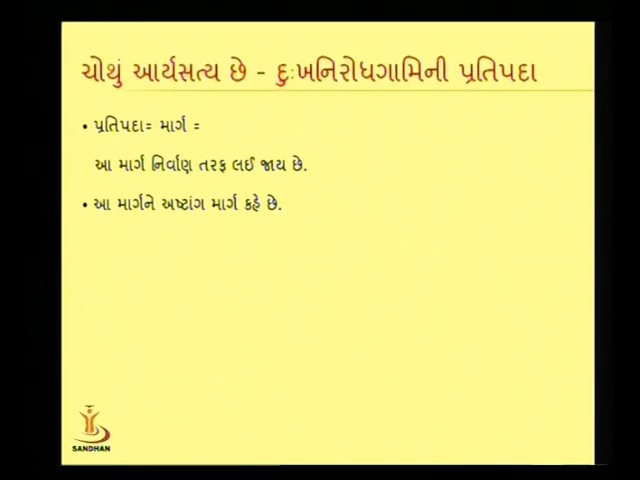 ચોથું આર્યસત્ય છે - દુઃખનિરોધગામિની પ્રતિપદા
• પ્રતિપદા= માર્ગ =
આ માર્ગ નિર્વાણ તરફ લઈ જાય છે.
• આ માર્ગને અષ્ટાંગ માર્ગ કહે છે.
SANDHAN